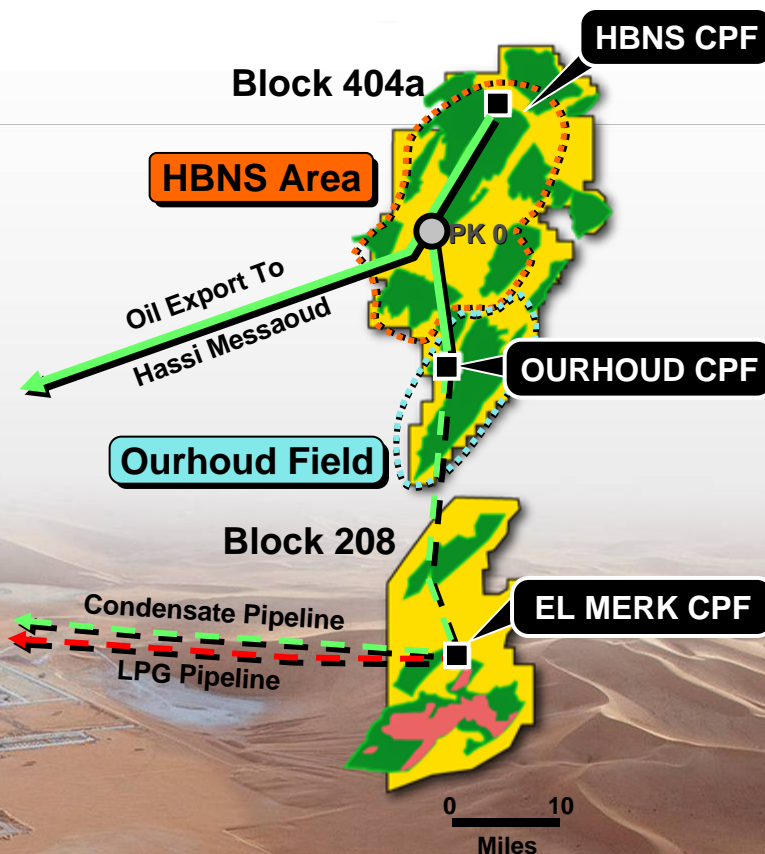 HBNS CPF
Block 404a
HBNS Area
PK 0
Oil Export To
Hassi Messaoud
OURHOUD CPF
Ourhoud Field
Block 208
Condensate Pipeline
EL MERK CPF
LPG Pipeline
0 10
Miles